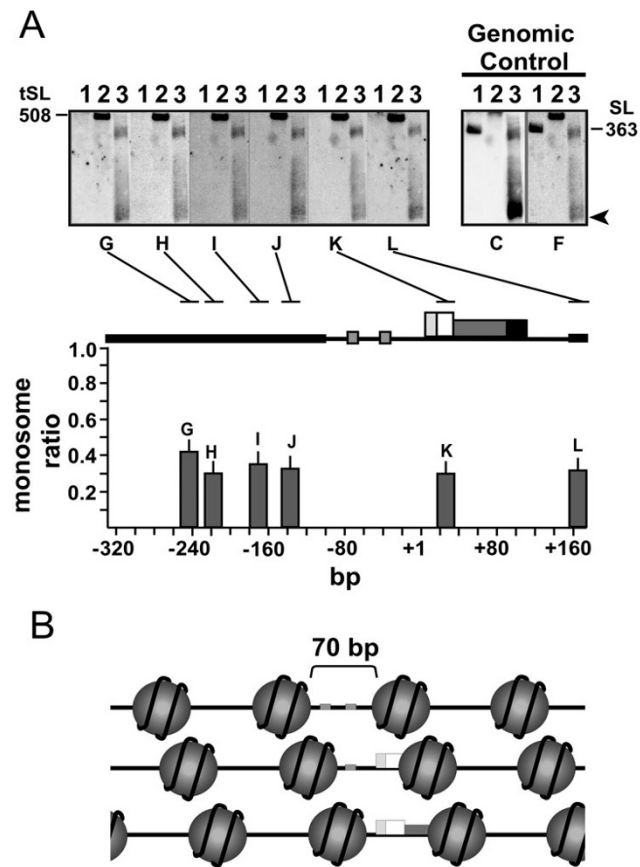 A
Genomic
Control
tSL 1 2 3 1 2 3 1 2 3 1 2 3 1 2 3 1 2 3 1 2 3 1 2 3 SL
508
363
G H I J K L C F
1.0
0.8
0.6
0.4
0.2
monosome
ratio
G H I J K L
-320 -240 -160 -80 +1 +80 +160
bp
B
70 bp